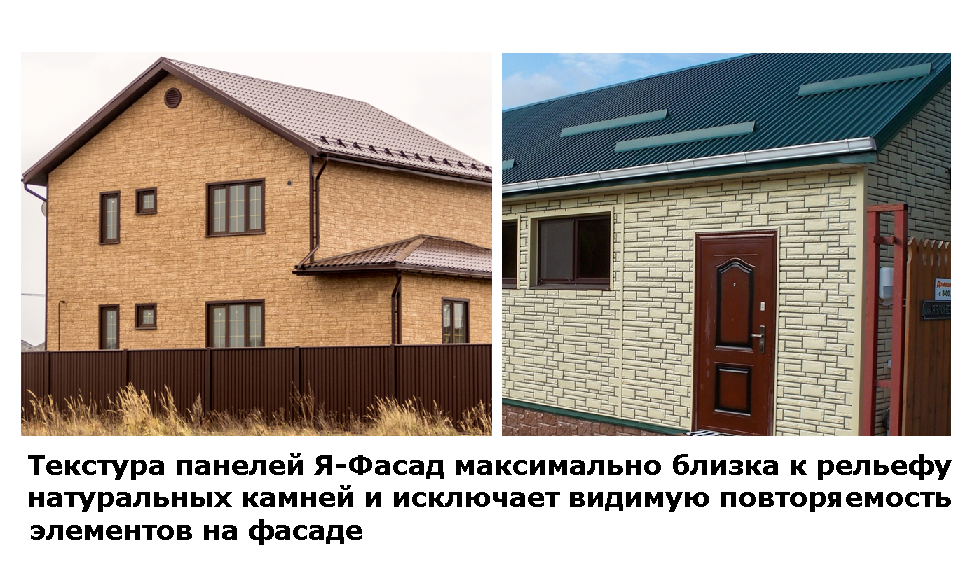 Текстура панелей Я-Фасад максимально близка к рельефу
натуральных камней и исключает видимую повторяемость
элементов на фасаде